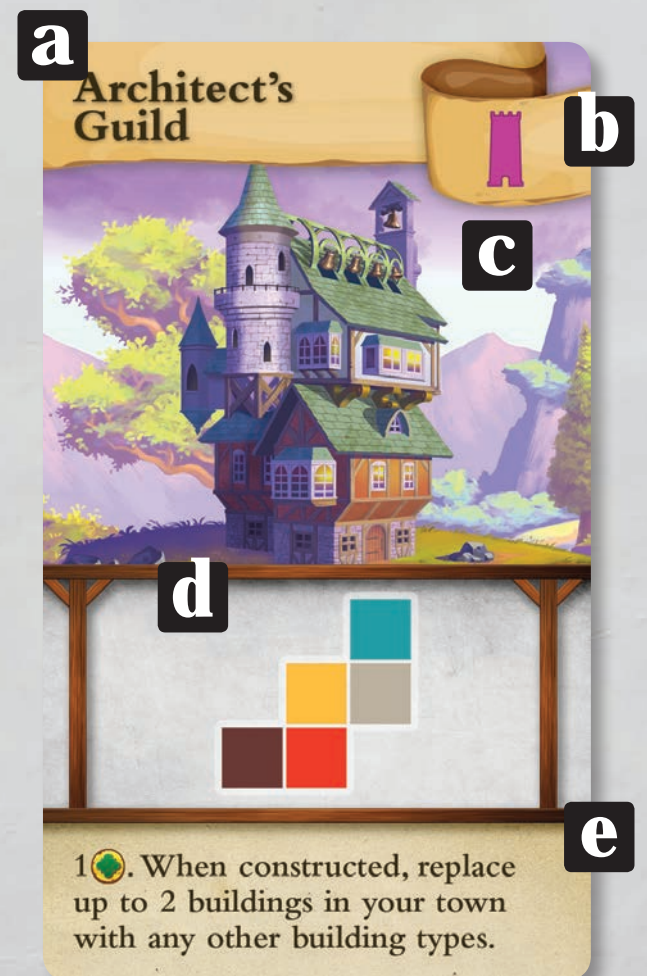 a
Architect's
Guild
b
c
d
e
1. When constructed, replace
up to 2 buildings in your town
with any other building types.